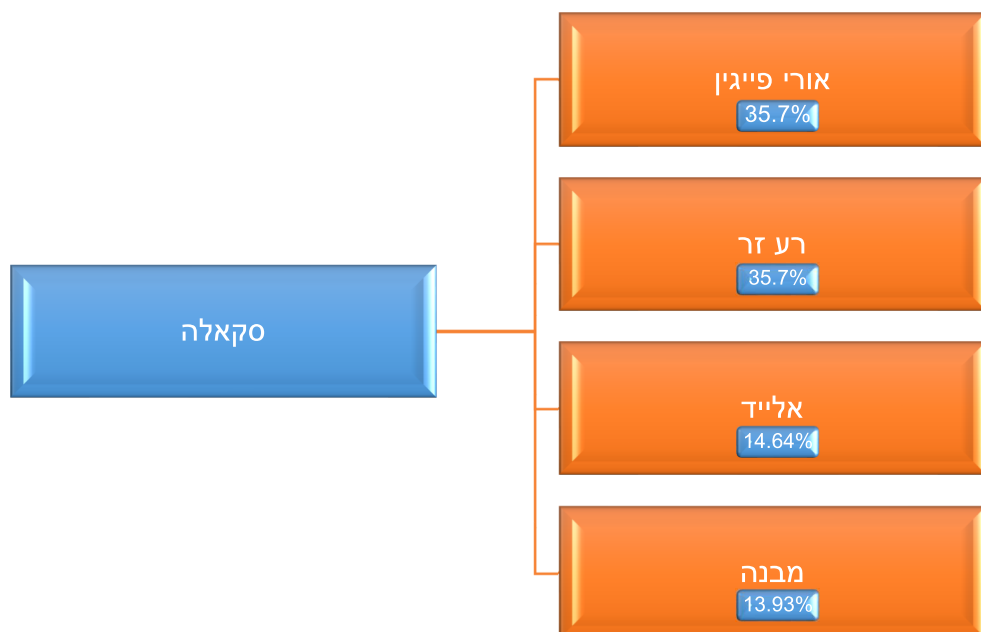 אורי פייגין
35.7%
רע זר
35.7%
סקאלה
אלייד
14.64%
מבנה
13.93%